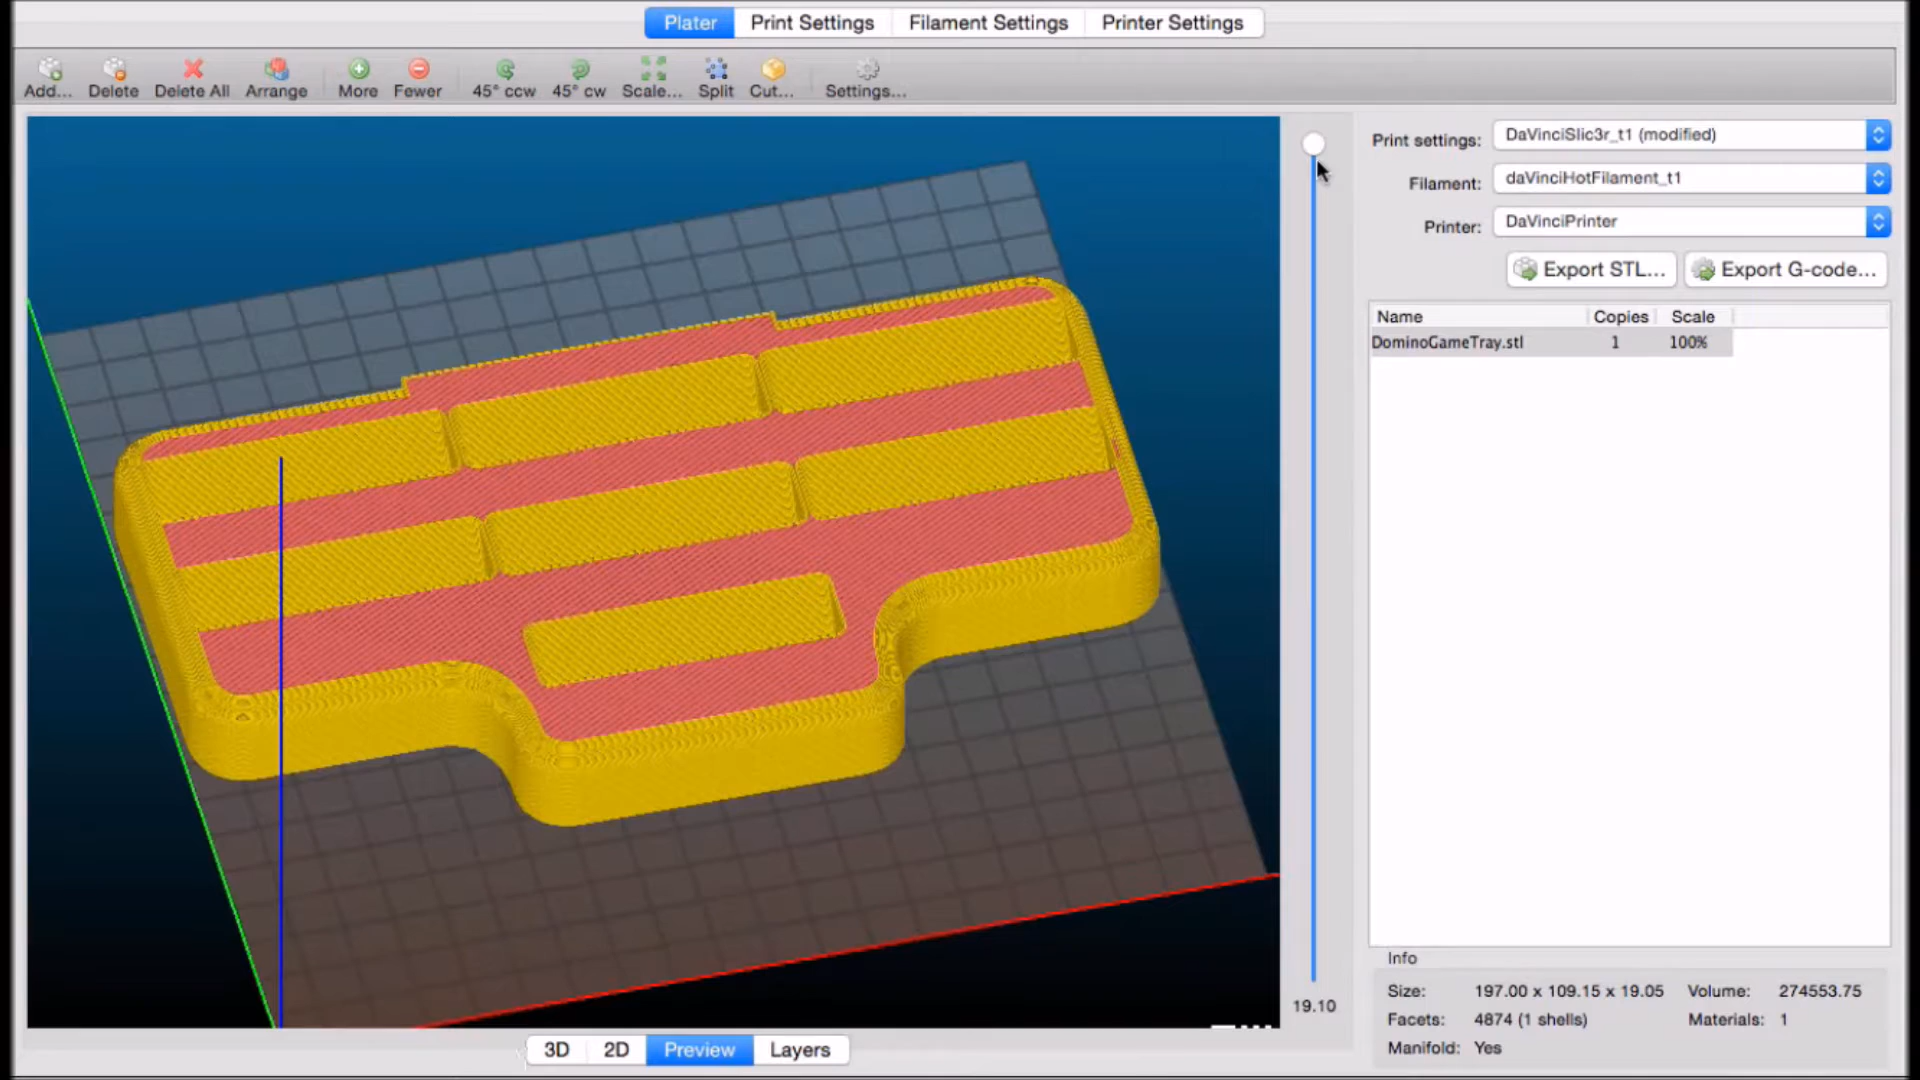 Plater Print Settings Filament Settings Printer Settings
Add... Delete Delete All Arrange More Fewer 45° ccw 45° cw Scale... Split Cut... Settings...
Print settings: DaVinciSlic3r_t1 (modified)
Filament: daVinciHotFilament_t1
Printer: DaVinciPrinter
Export STL... Export G-code...
Name Copies Scale
DominoGameTray.stl 1 100%
19.10
Info
Size: 197.00 x 109.15 x 19.05 Volume: 274553.75
Facets: 4874 (1 shells) Materials: 1
Manifold: Yes
3D 2D Preview Layers